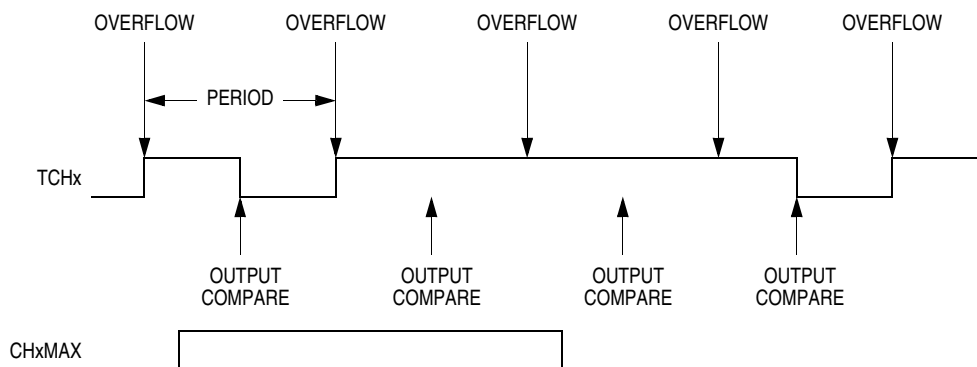 OVERFLOW OVERFLOW OVERFLOW OVERFLOW OVERFLOW
PERIOD
TCHx
OUTPUT COMPARE
OUTPUT COMPARE
OUTPUT COMPARE
OUTPUT COMPARE
CHxMAX